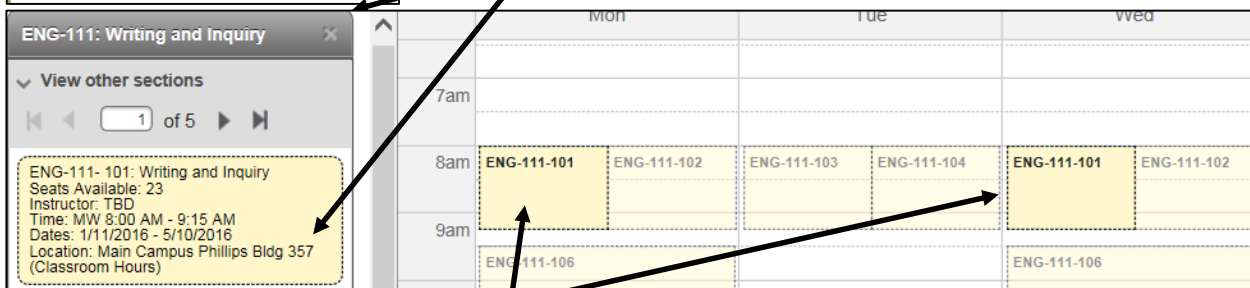 Mon Tue Wed
ENG-111: Writing and Inquiry
View other sections
1 of 5
ENG-111- 101: Writing and Inquiry
Seats Available: 23
Instructor: TBD
Time: MW 8:00 AM - 9:15 AM
Dates: 1/11/2016 - 5/10/2016
Location: Main Campus Phillips Bldg 357
(Classroom Hours)
7am
8am ENG-111-101 ENG-111-102 ENG-111-103 ENG-111-104 ENG-111-101 ENG-111-102
9am
ENG-111-106 ENG-111-106